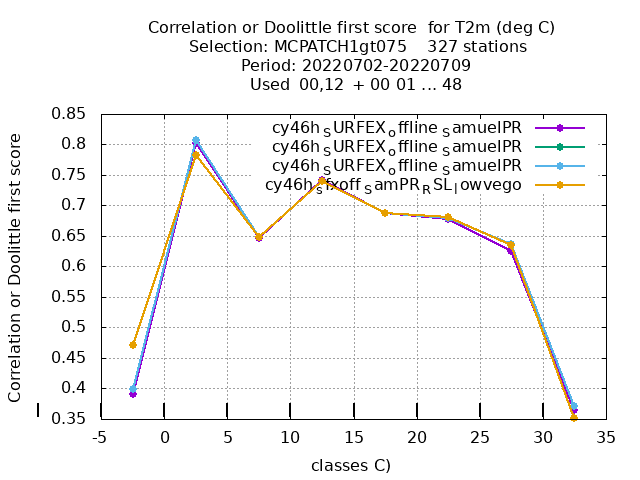 Correlation or Doolittle first score  for T2m (deg C)
Selection: MCPATCH1gt075    327 stations
Period: 20220702-20220709
Used  00,12  + 00 01 ... 48
Correlation or Doolittle first score
0.85
0.8
0.75
0.7
0.65
0.6
0.55
0.5
0.45
0.4
0.35
cy46h_SURFEX_offline_SamuelPR
cy46h_SURFEX_offline_SamuelPR
cy46h_SURFEX_offline_SamuelPR
cy46h_sfxoff_SamPR_RSL_lowvego
-5 0 5 10 15 20 25 30 35
classes C)